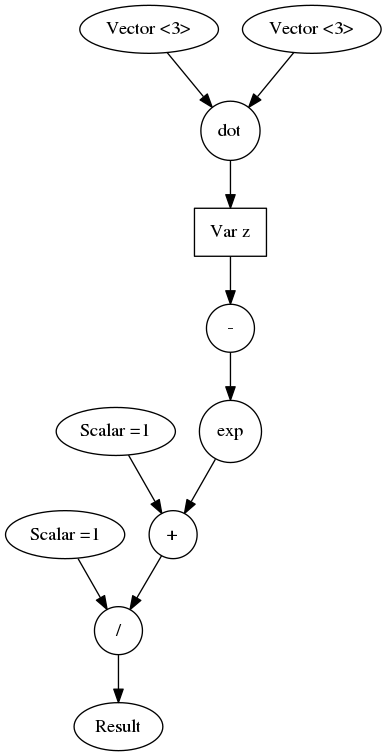 Vector <3>
Vector <3>
dot
Var z
-
exp
Scalar =1
+
Scalar =1
/
Result